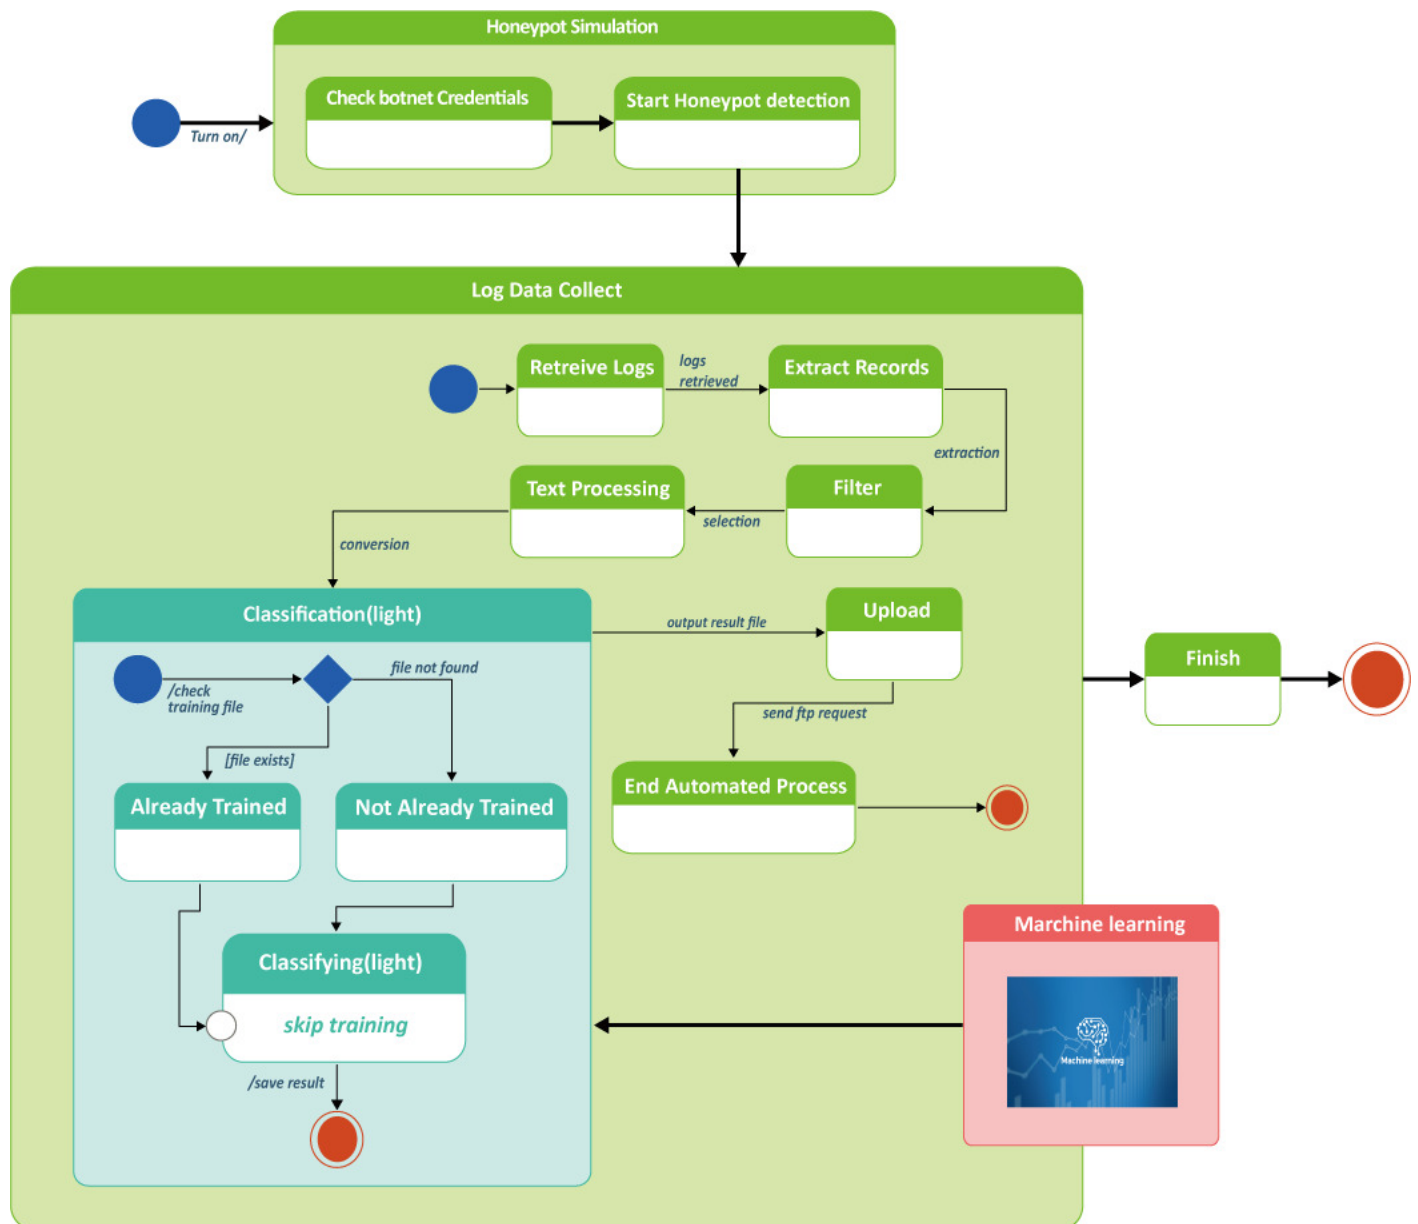 Honeypot Simulation
Check botnet Credentials
Start Honeypot detection
Turn on/
Log Data Collect
Retreive Logs
logs
retrieved
Extract Records
extraction
Text Processing
selection
Filter
conversion
Classification(light)
output result file
Upload
/check
training file
file not found
[file exists]
send ftp request
Finish
Already Trained
Not Already Trained
End Automated Process
Classifying(light)
skip training
/save result
Marchine learning
Machine learning